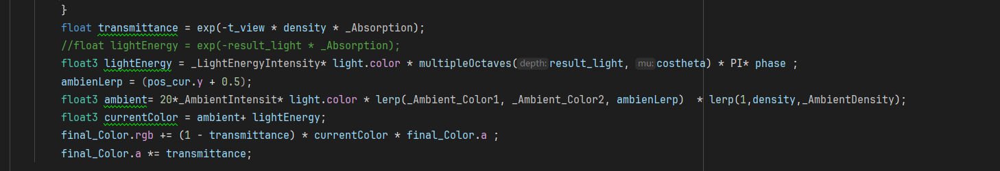 }
float transmittance = exp(-t_view * density * _Absorption);
//float lightEnergy = exp(-result_light * _Absorption);
float3 lightEnergy = _LightEnergyIntensity* light.color * multipleOctaves( depth: result_light, mu: costheta) * PI* phase ;
ambienLerp = (pos_cur.y + 0.5);
float3 ambient= 20*_AmbientIntensit* light.color * lerp(_Ambient_Color1, _Ambient_Color2, ambienLerp)  * lerp(1,density,_AmbientDensity);
float3 currentColor = ambient+ lightEnergy;
final_Color.rgb += (1 - transmittance) * currentColor * final_Color.a ;
final_Color.a *= transmittance;